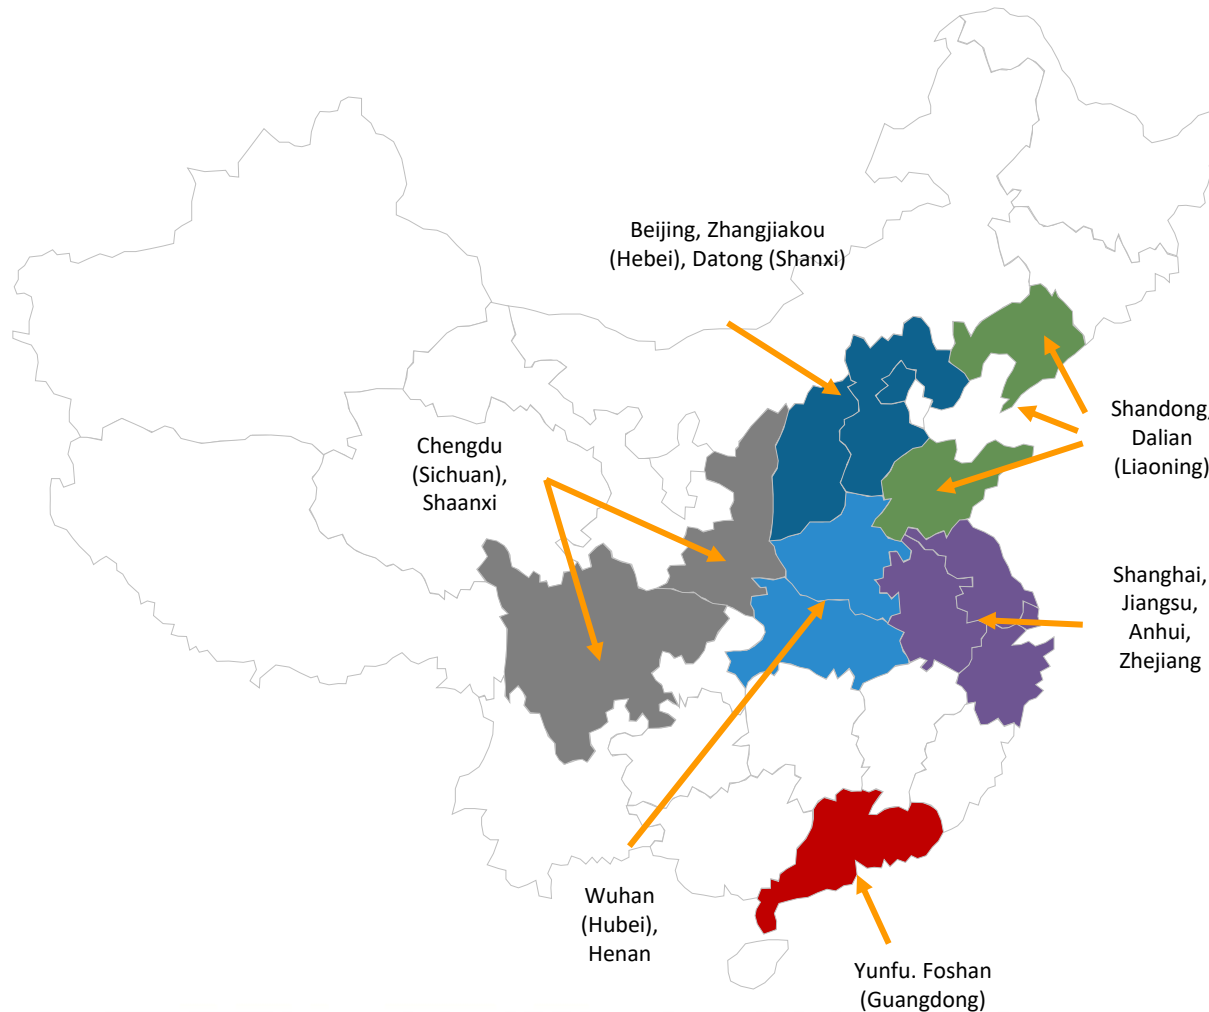 Beijing, Zhangjiakou
(Hebei), Datong (Shanxi)
Chengdu
(Sichuan),
Shaanxi
Shandong,
Dalian
(Liaoning)
Shanghai,
Jiangsu,
Anhui,
Zhejiang
Wuhan
(Hubei),
Henan
Yunfu. Foshan
(Guangdong)